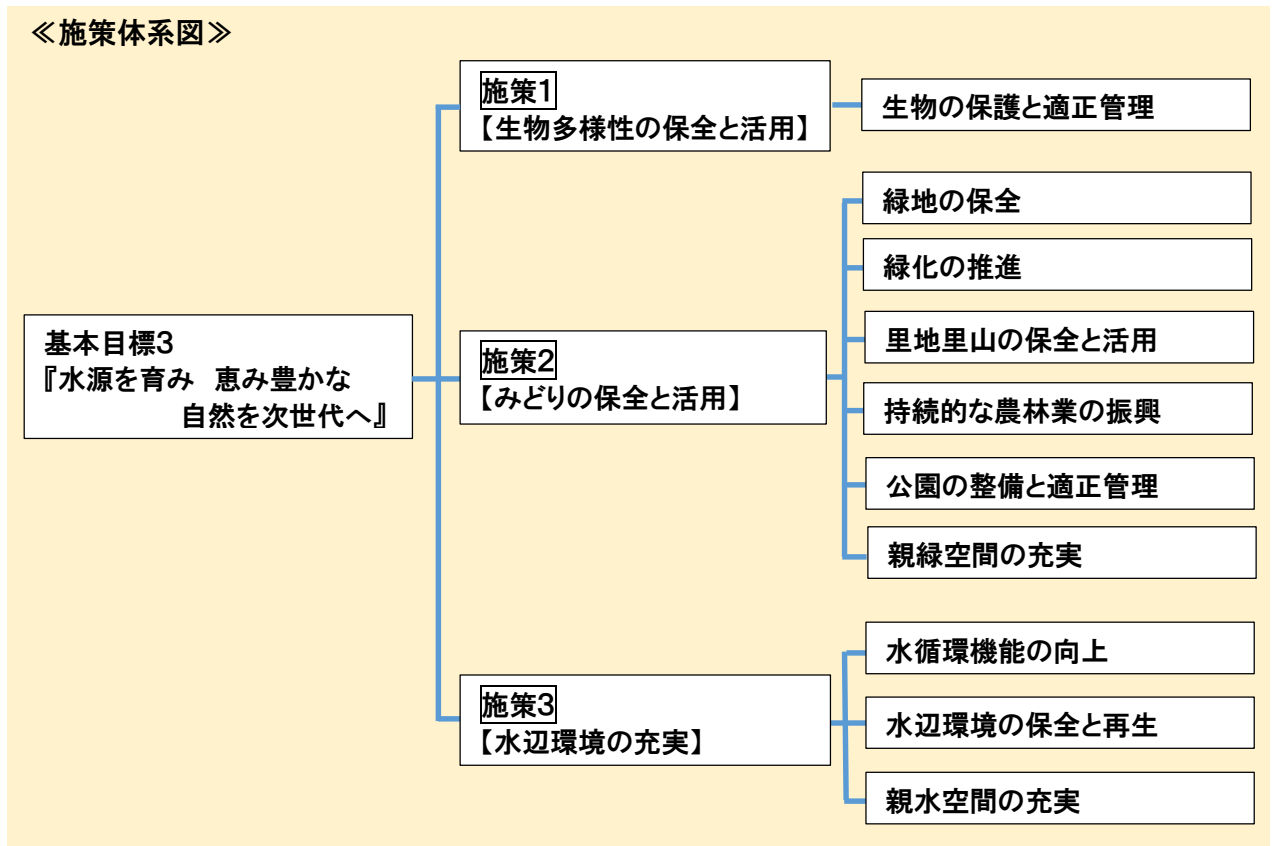 ≪施策体系図≫
施策1
【生物多様性の保全と活用】
生物の保護と適正管理
緑地の保全
緑化の推進
基本目標3
『水源を育み　恵み豊かな
自然を次世代へ』
施策2
【みどりの保全と活用】
里地里山の保全と活用
持続的な農林業の振興
公園の整備と適正管理
親緑空間の充実
施策3
【水辺環境の充実】
水循環機能の向上
水辺環境の保全と再生
親水空間の充実